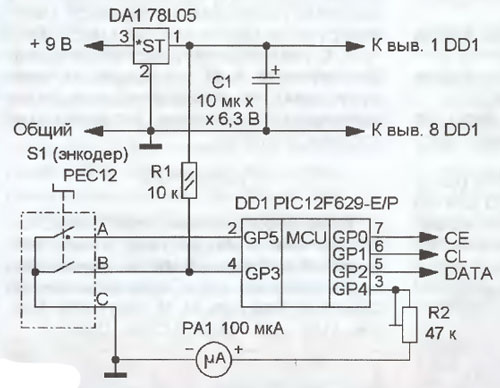 DA1 78L05
+ 9 В
3
*ST
1
К выв. 1 DD1
2
C1
+
10 мк х
х 6,3 В
Общий
К выв. 8 DD1
S1 (энкодер)
PEC12
R1
10 к
DD1 PIC12F629-E/P
A
2
GP5
MCU
GP0
7
CE
GP1
6
CL
B
4
GP3
GP2
5
DATA
GP4
3
C
R2
47 к
PA1 100 мкА
−
µA
+